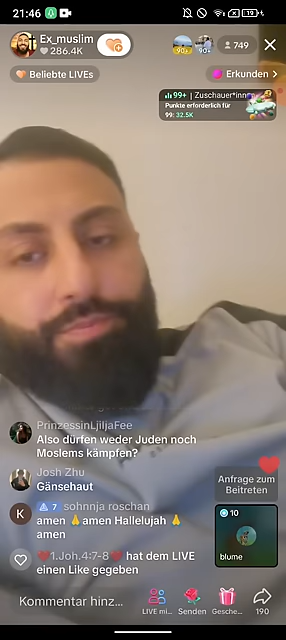 21:46
19
Ex_muslim
286.4K
749
Beliebte LIVEs
Erkunden
99+ | Zuschauer*inn
Punkte erforderlich für
99: 32.5K
PrinzessinLjiljaFee
Also dürfen weder Juden noch
Moslems kämpfen?
Josh Zhu
Gänsehaut
7 sohnnja roschan
amen 🙏amen Hallelujah 🙏
amen
K
1.Joh.4:7-8 hat dem LIVE
einen Like gegeben
Anfrage zum
Beitreten
10
blume
Kommentar hinz...
LIVE mi...
Senden
Gesche...
190